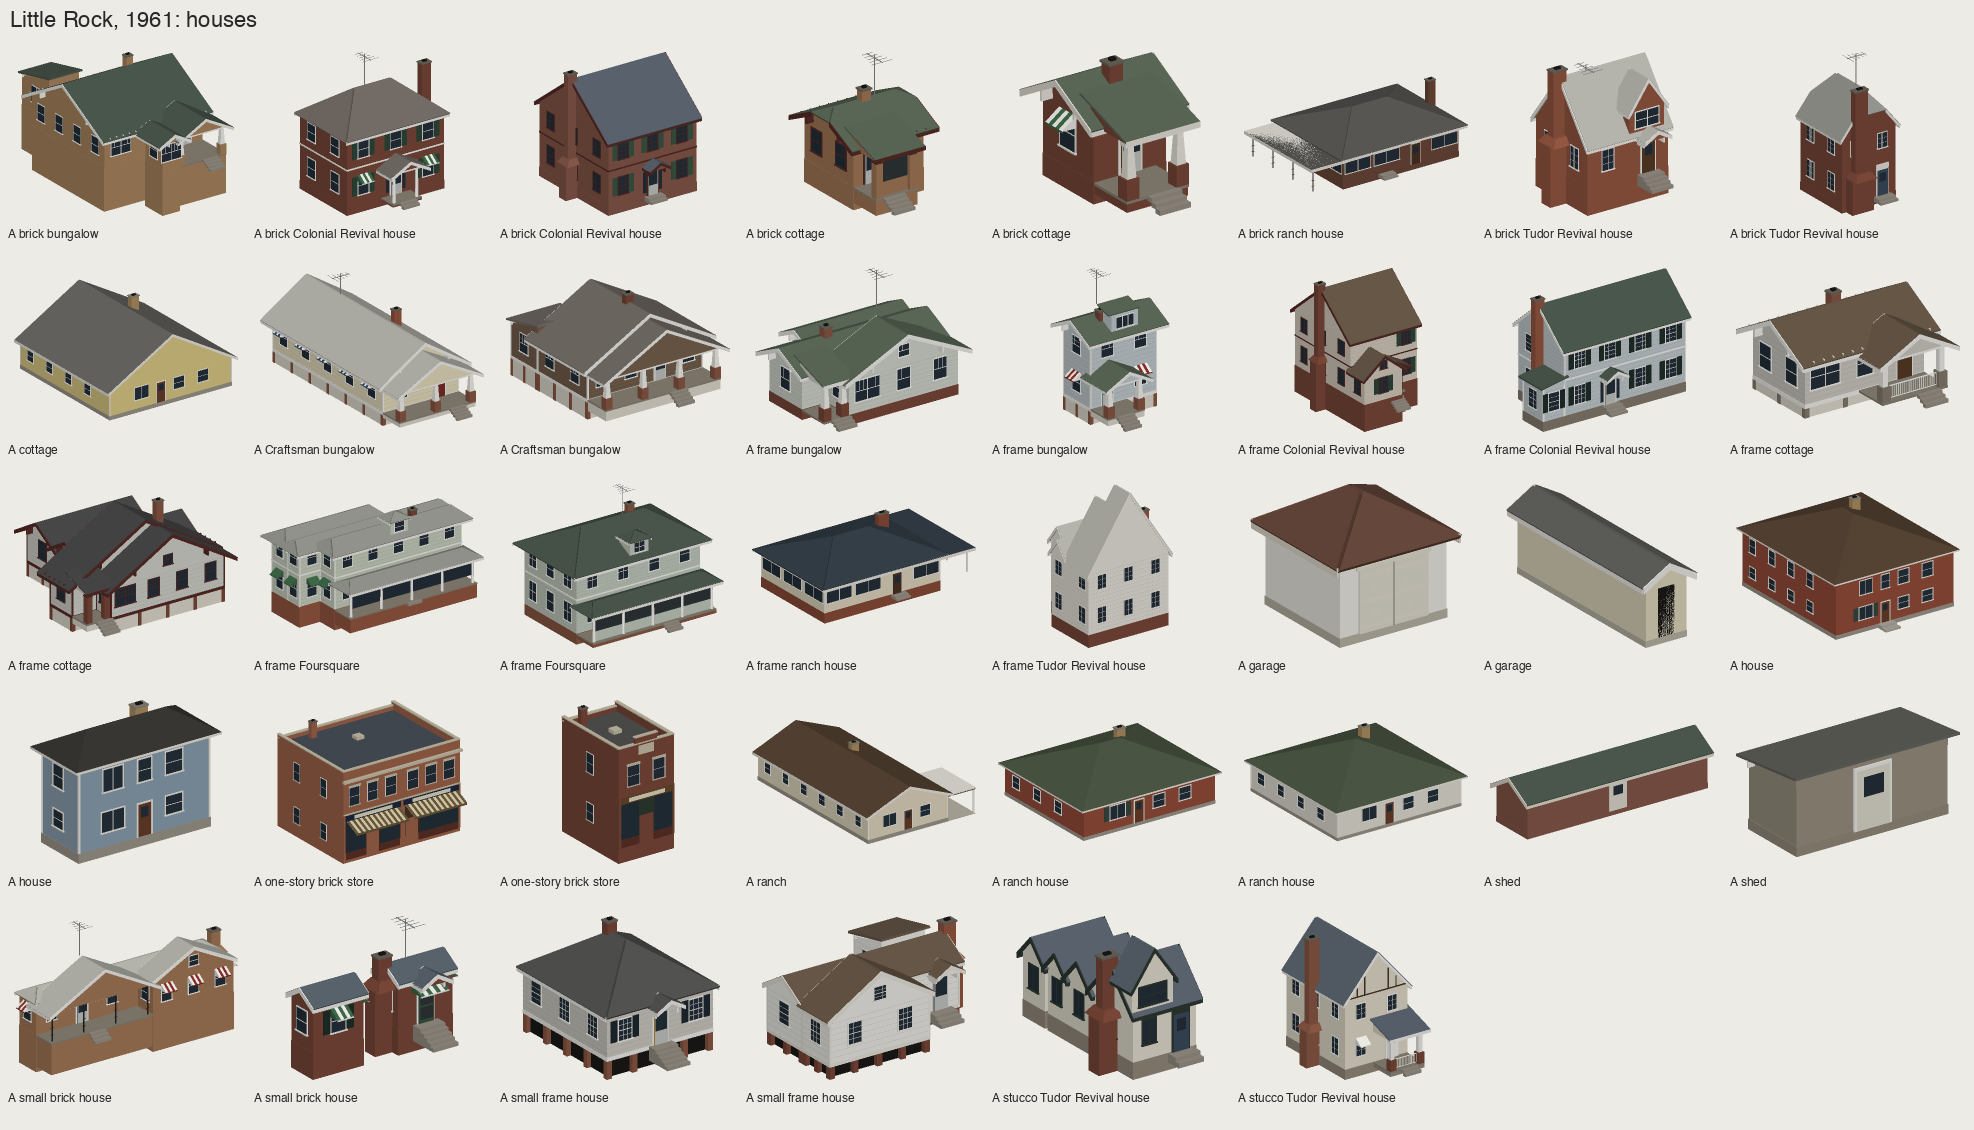 Little Rock, 1961: houses
A brick bungalow
A brick Colonial Revival house
A brick Colonial Revival house
A brick cottage
A brick cottage
A brick ranch house
A brick Tudor Revival house
A brick Tudor Revival house
A cottage
A Craftsman bungalow
A Craftsman bungalow
A frame bungalow
A frame bungalow
A frame Colonial Revival house
A frame Colonial Revival house
A frame cottage
A frame cottage
A frame Foursquare
A frame Foursquare
A frame ranch house
A frame Tudor Revival house
A garage
A garage
A house
A house
A one-story brick store
A one-story brick store
A ranch
A ranch house
A ranch house
A shed
A shed
A small brick house
A small brick house
A small frame house
A small frame house
A stucco Tudor Revival house
A stucco Tudor Revival house